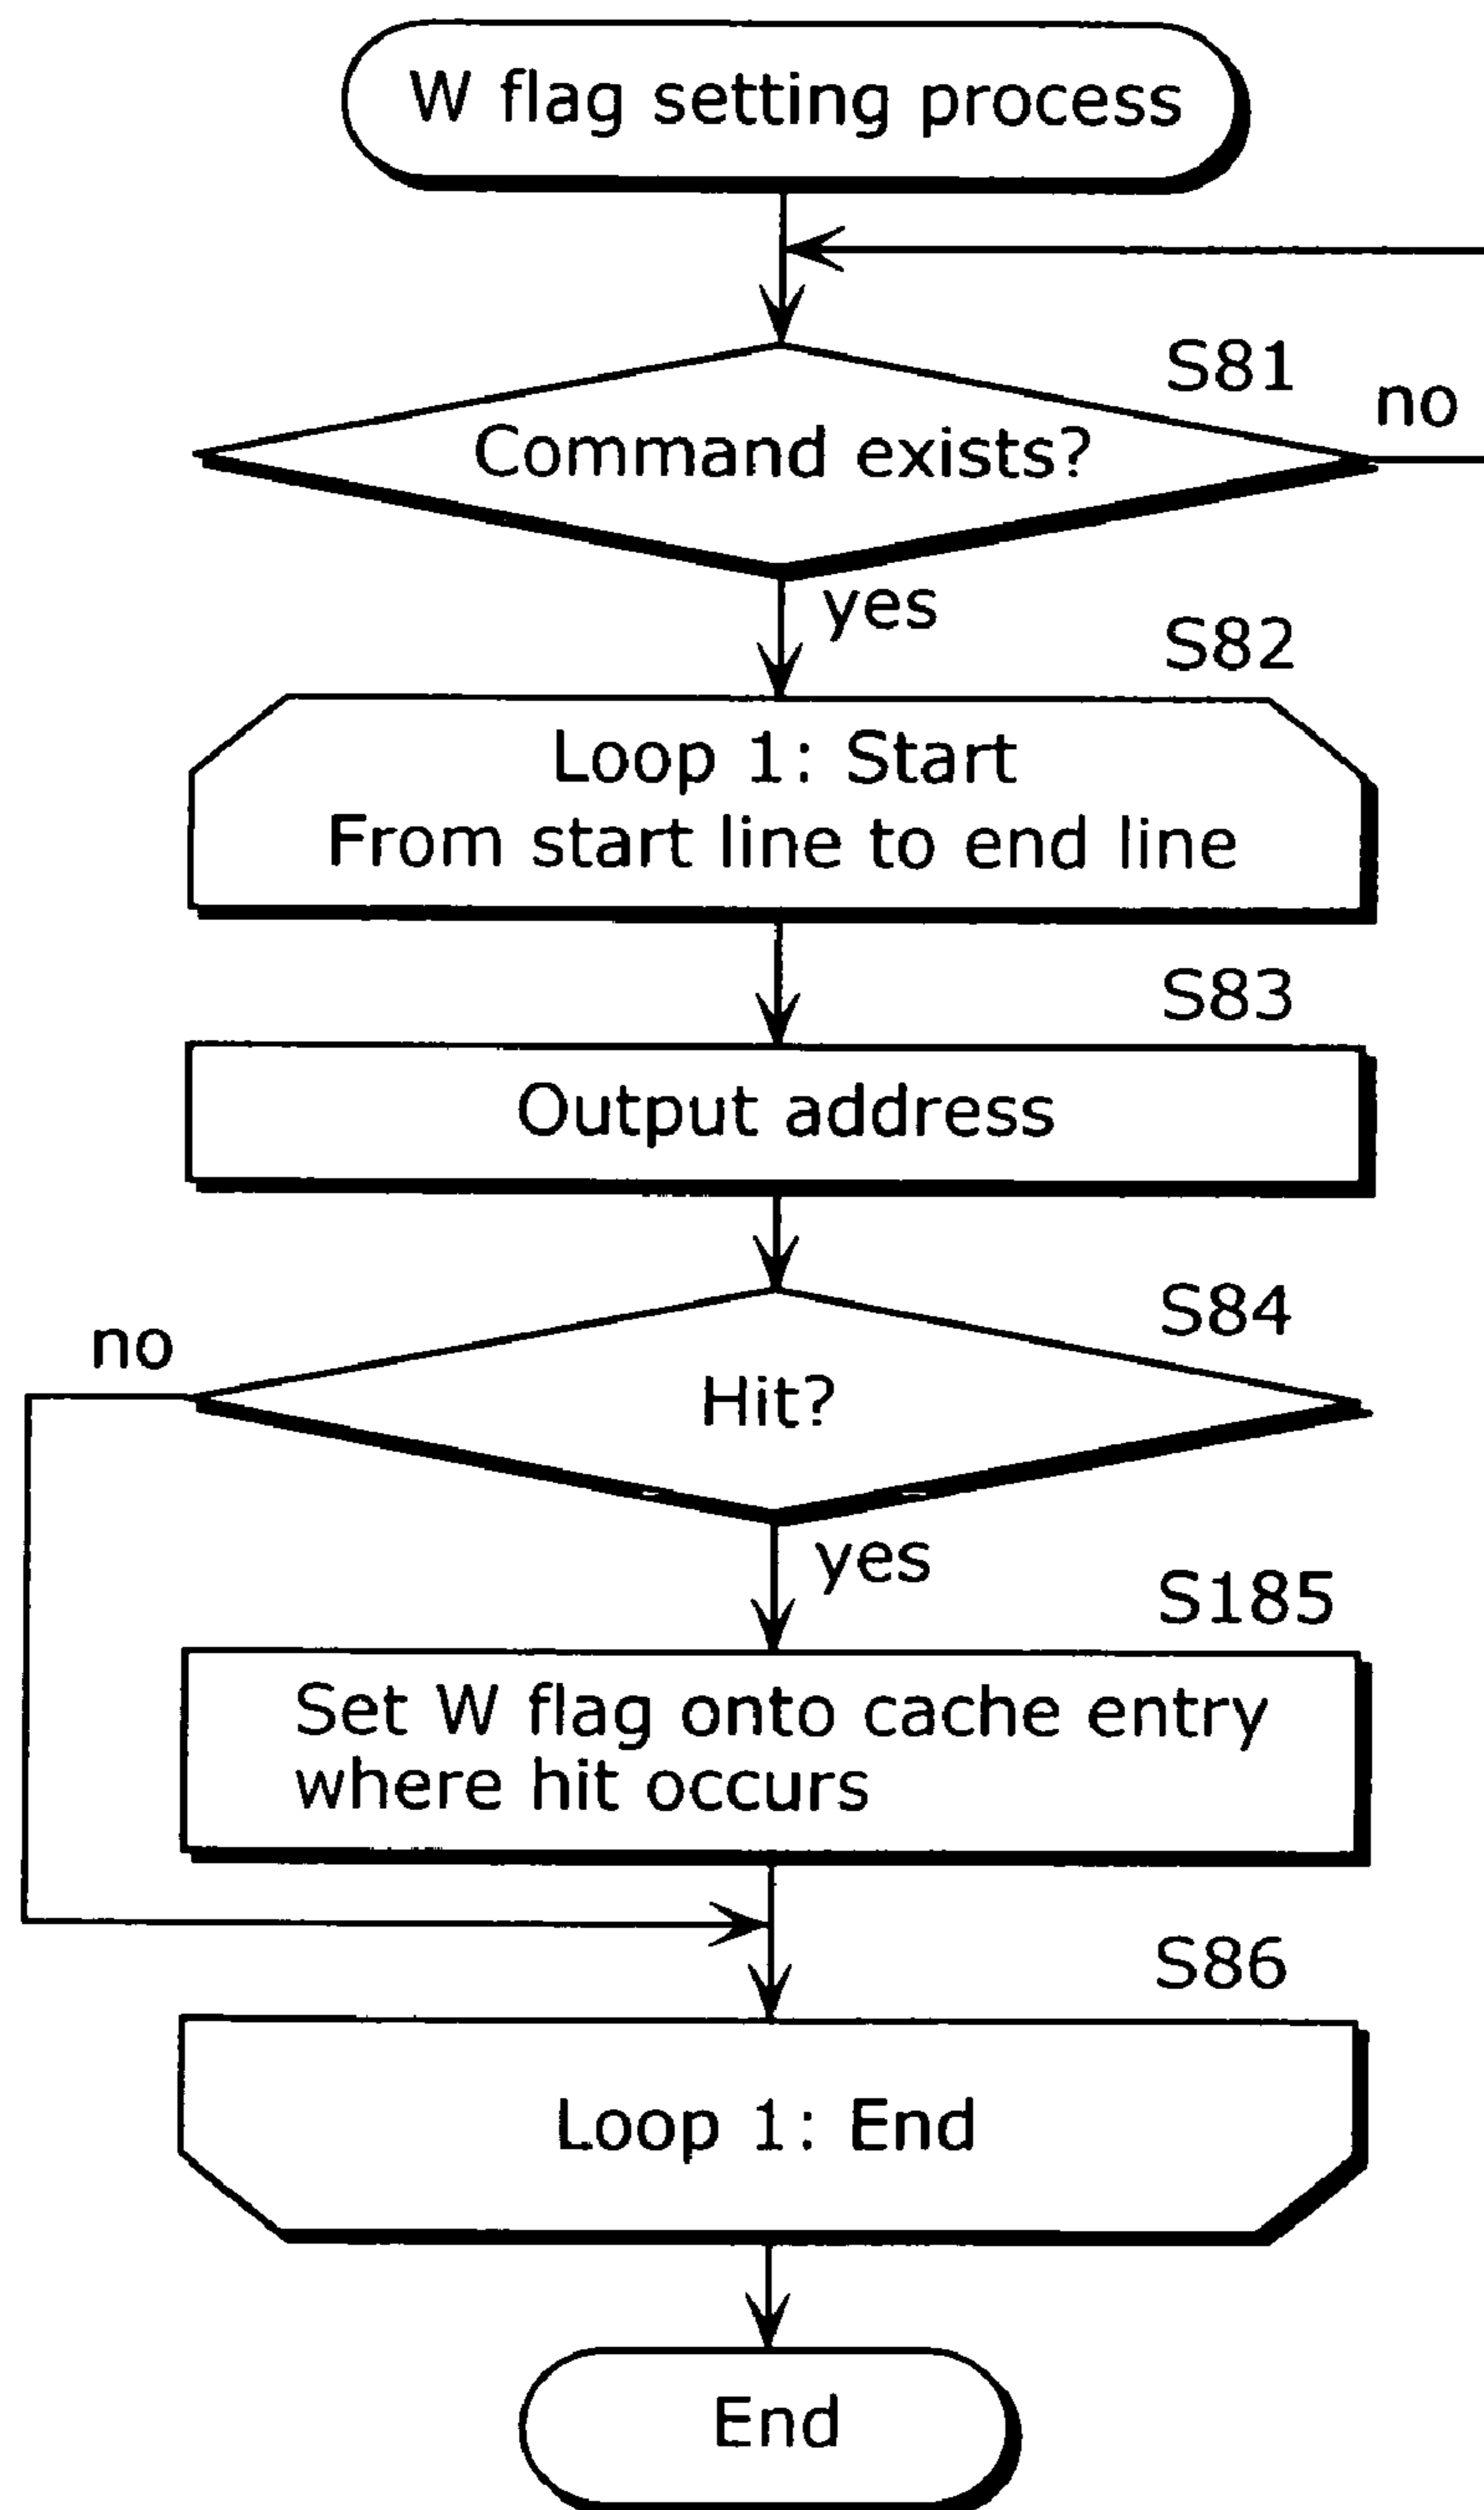 W flag setting process
S81
Command exists?
no
yes
S82
Loop 1: Start
From start line to end line
S83
Output address
S84
no
Hit?
yes
S185
Set W flag onto cache entry
where hit occurs
S86
Loop 1: End
End